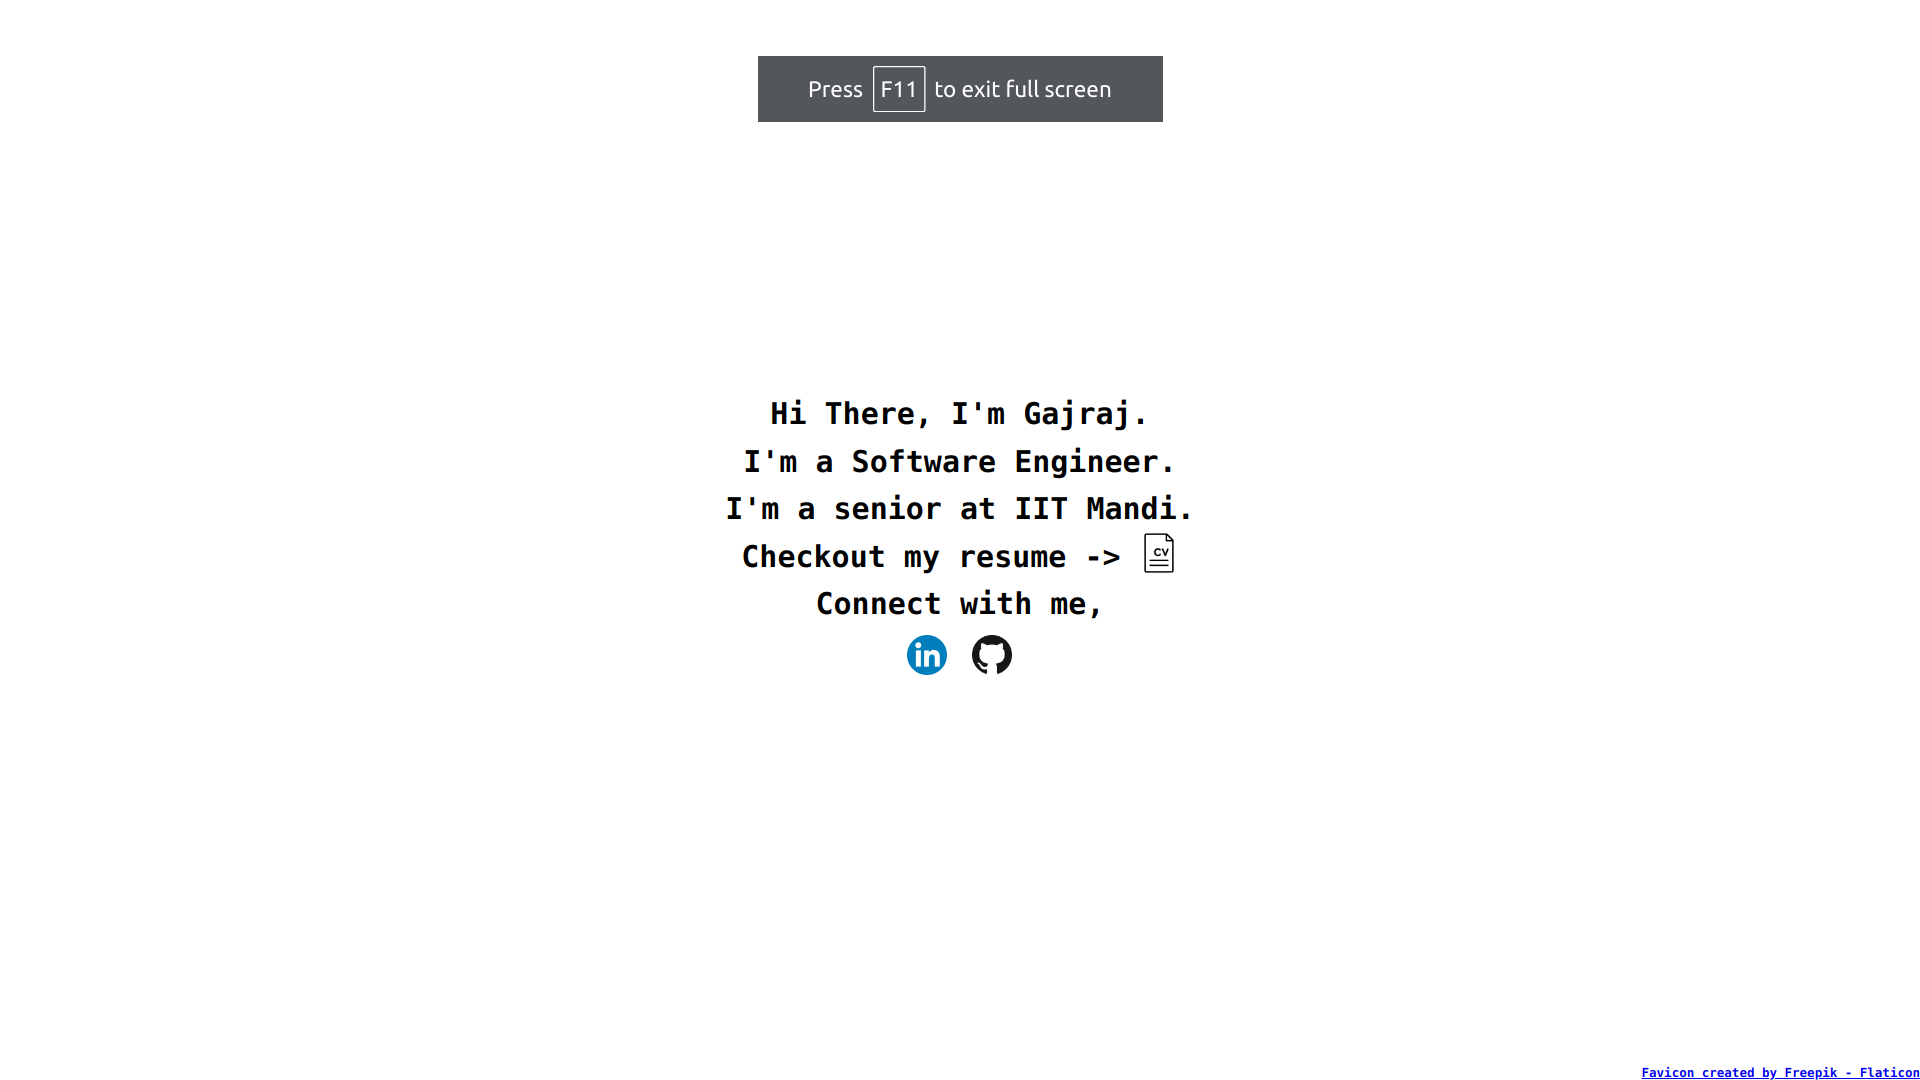 Press F11 to exit full screen
Hi There, I'm Gajraj.
I'm a Software Engineer.
I'm a senior at IIT Mandi.
Checkout my resume -> CV
Connect with me,
in
Favicon created by Freepik - Flaticon